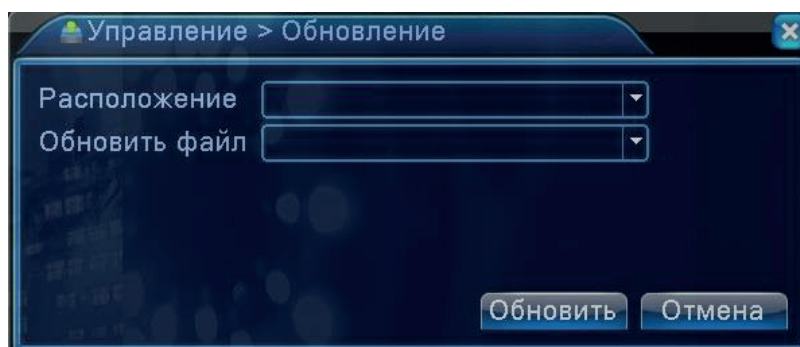 Управление > Обновление
Расположение
Обновить файл
Обновить Отмена